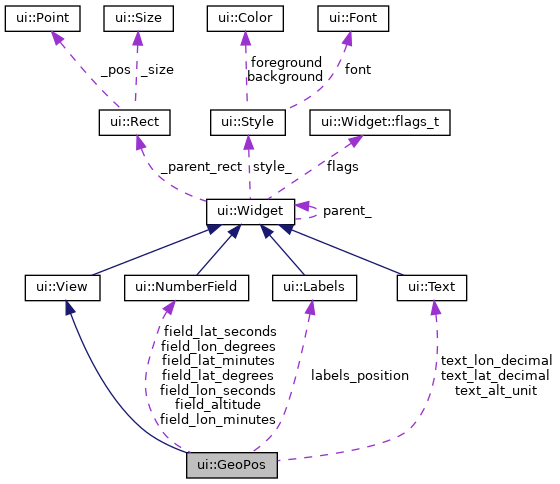 ui::Point
ui::Size
ui::Color
ui::Font
_pos
_size
foreground
background
font
ui::Rect
ui::Style
ui::Widget::flags_t
_parent_rect
style_
flags
ui::Widget
parent_
ui::View
ui::NumberField
ui::Labels
ui::Text
field_lat_seconds
field_lon_degrees
field_lat_minutes
field_lat_degrees
field_lon_seconds
field_altitude
field_lon_minutes
labels_position
text_lon_decimal
text_lat_decimal
text_alt_unit
ui::GeoPos